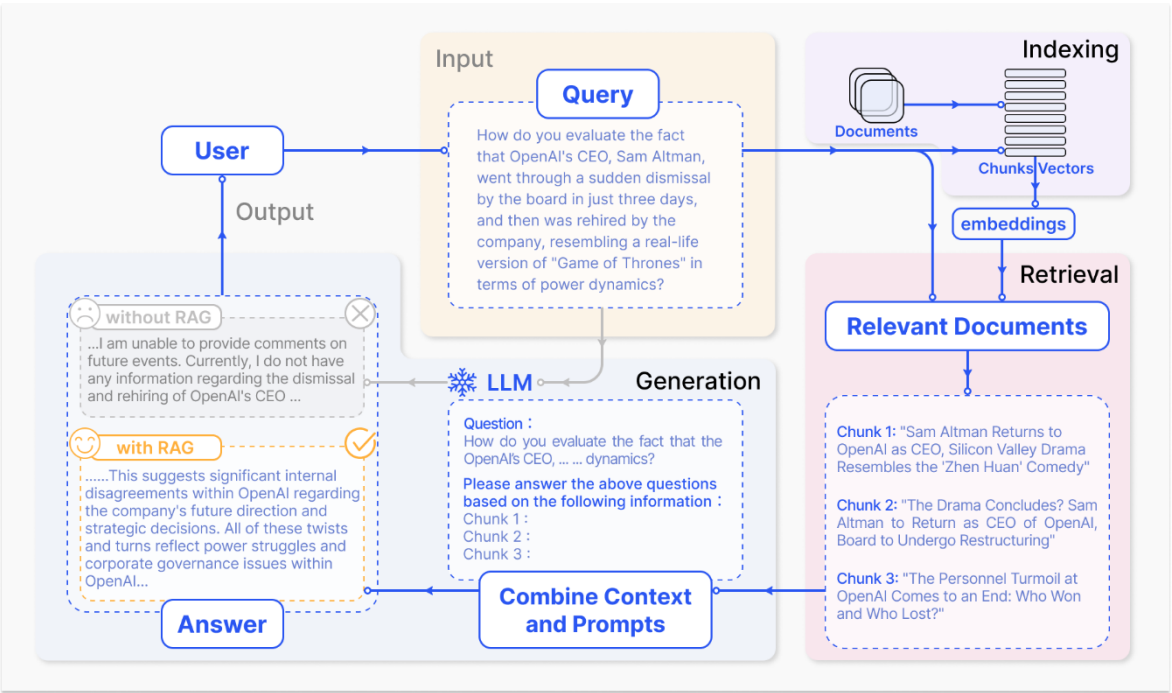 Input
Query
How do you evaluate the fact
that OpenAI's CEO, Sam Altman,
went through a sudden dismissal
by the board in just three days,
and then was rehired by the
company, resembling a real-life
version of "Game of Thrones" in
terms of power dynamics?
Indexing
Documents
Chunks Vectors
embeddings
User
Output
Retrieval
Relevant Documents
Chunk 1: "Sam Altman Returns to
OpenAI as CEO, Silicon Valley Drama
Resembles the 'Zhen Huan' Comedy"
Chunk 2: "The Drama Concludes? Sam
Altman to Return as CEO of OpenAI,
Board to Undergo Restructuring"
Chunk 3: "The Personnel Turmoil at
OpenAI Comes to an End: Who Won
and Who Lost?"
without RAG
...I am unable to provide comments on
future events. Currently, I do not have
any information regarding the dismissal
and rehiring of OpenAI's CEO ...
with RAG
......This suggests significant internal
disagreements within OpenAI regarding
the company's future direction and
strategic decisions. All of these twists
and turns reflect power struggles and
corporate governance issues within
OpenAI...
Answer
LLM
Generation
Question :
How do you evaluate the fact that the
OpenAI's CEO, ... ... dynamics?
Please answer the above questions
based on the following information :
Chunk 1 :
Chunk 2 :
Chunk 3 :
Combine Context
and Prompts